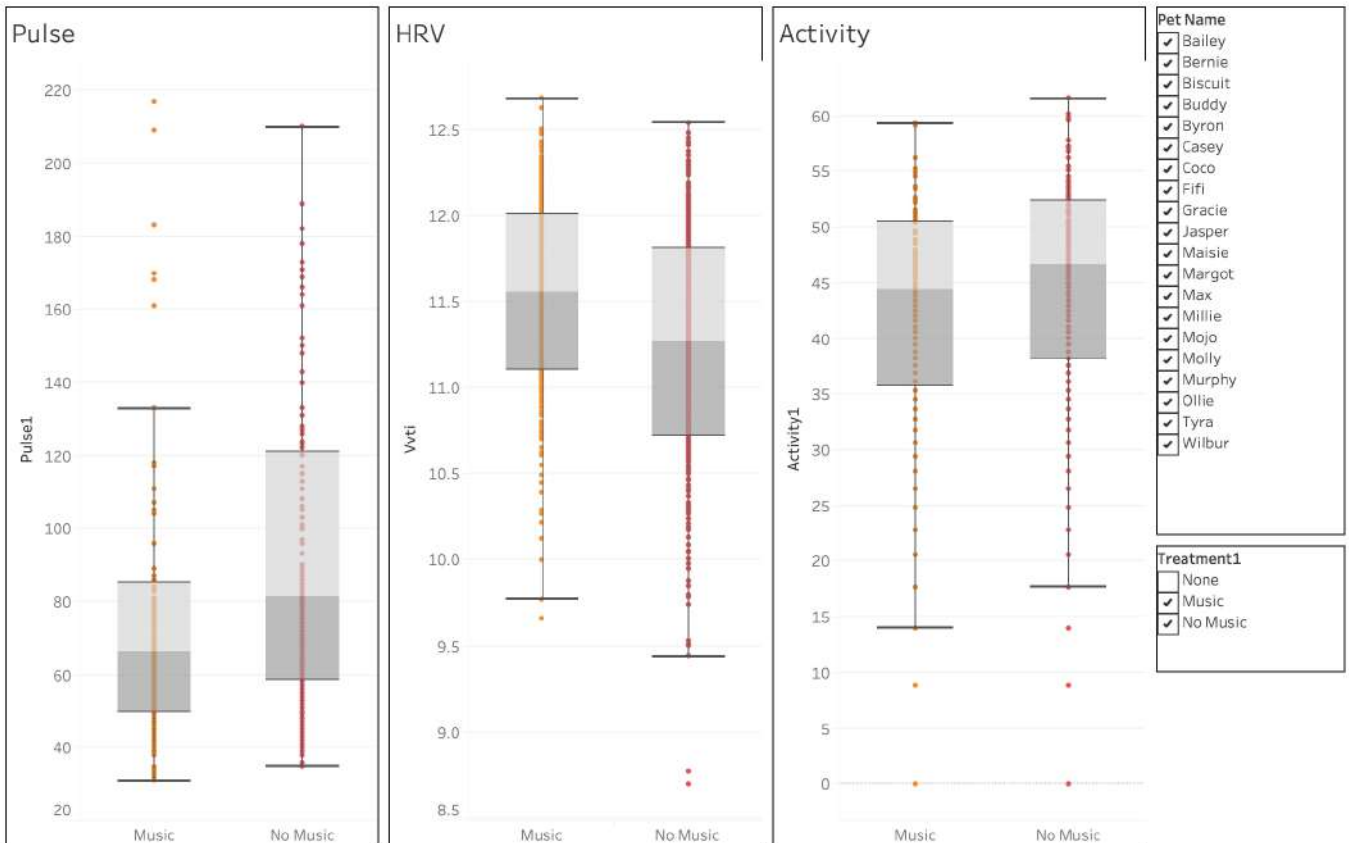 Pulse
220
200
180
160
140
120
100
80
60
40
20
Pulse1
Music
No Music
HRV
12.5
12.0
11.5
11.0
10.5
10.0
9.5
9.0
8.5
Vvti
Music
No Music
Activity
60
55
50
45
40
35
30
25
20
15
10
5
0
Activity1
Music
No Music
Pet Name
Bailey
Bernie
Biscuit
Buddy
Byron
Casey
Coco
Fifi
Gracie
Jasper
Maisie
Margot
Max
Millie
Mojo
Molly
Murphy
Ollie
Tyra
Wilbur
Treatment1
None
Music
No Music